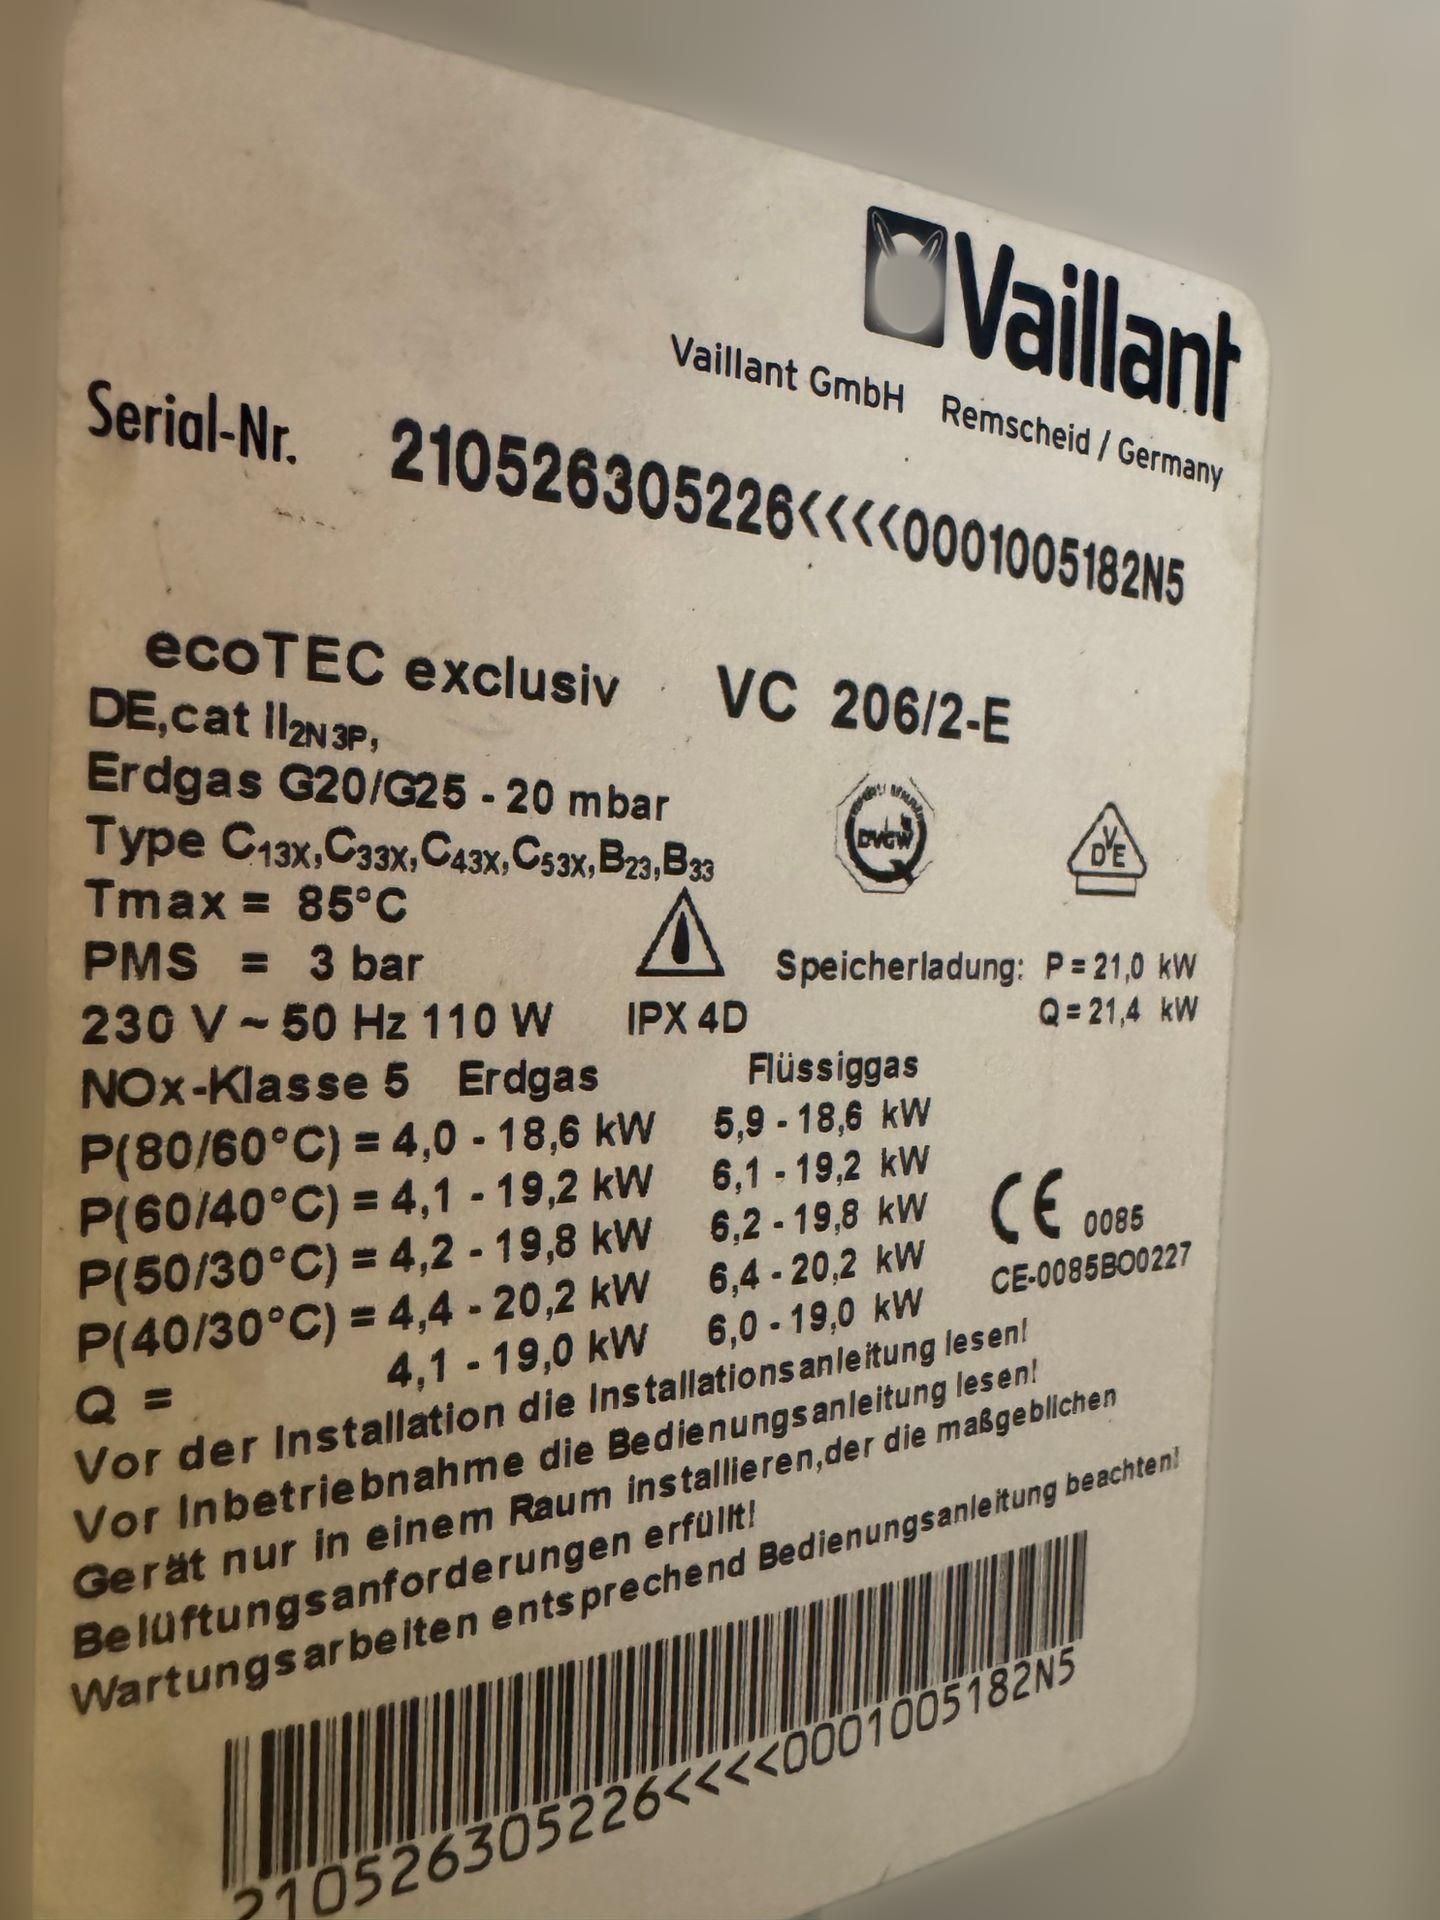 Vaillant
Vaillant GmbH Remscheid / Germany
Serial-Nr. 210526305226<<<<0001005182N5
ecoTEC exclusiv VC 206/2-E
DE,cat II2N3P,
Erdgas G20/G25 - 20 mbar
Type C13X,C33X,C43X,C53X,B23,B33
DVGW
VDE
Tmax = 85°C
PMS = 3 bar
Speicherladung: P = 21,0 kW
Q = 21,4 kW
230 V ~ 50 Hz 110 W IPX 4D
NOx-Klasse 5 Erdgas Flüssiggas
P(80/60°C) = 4,0 - 18,6 kW 5,9 - 18,6 kW
P(60/40°C) = 4,1 - 19,2 kW 6,1 - 19,2 kW
P(50/30°C) = 4,2 - 19,8 kW 6,2 - 19,8 kW
P(40/30°C) = 4,4 - 20,2 kW 6,4 - 20,2 kW
Q = 4,1 - 19,0 kW 6,0 - 19,0 kW
CE 0085
CE-0085BO0227
Vor der Installation die Installationsanleitung lesen!
Vor Inbetriebnahme die Bedienungsanleitung lesen!
Gerät nur in einem Raum installieren,der die maßgeblichen
Belüftungsanforderungen erfüllt!
Wartungsarbeiten entsprechend Bedienungsanleitung beachten!
210526305226<<<<0001005182N5